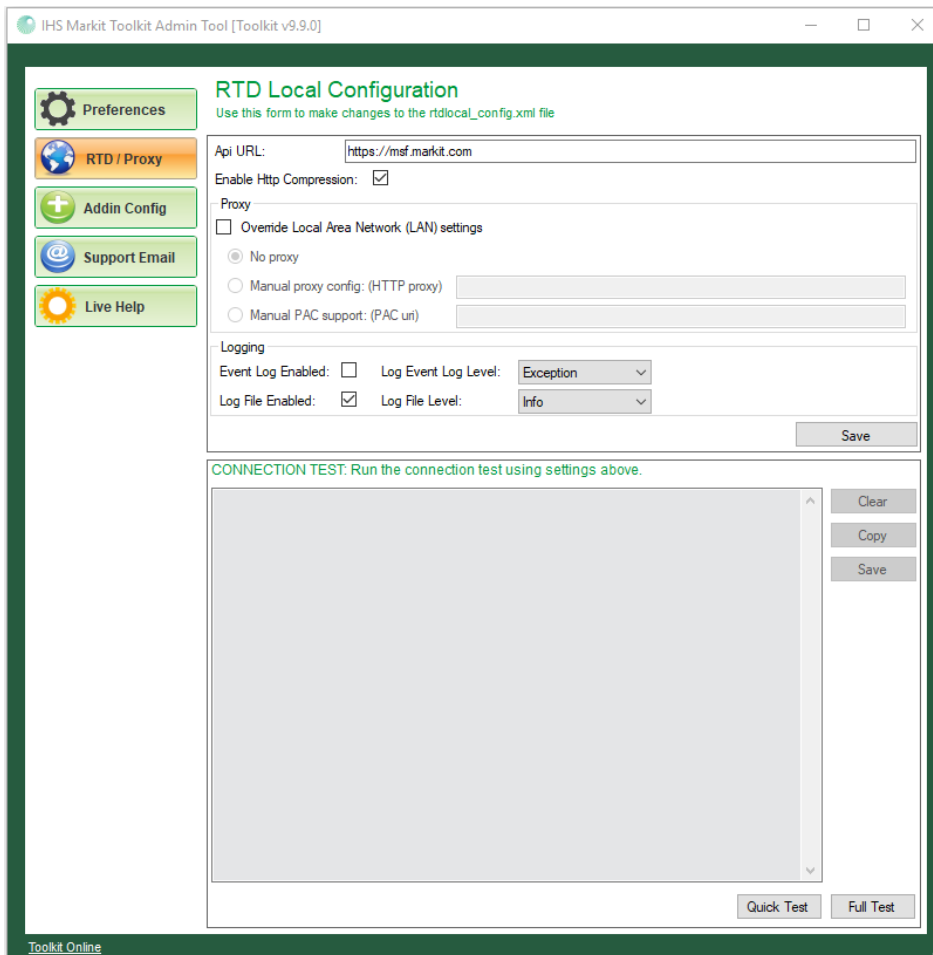 IHS Markit Toolkit Admin Tool [Toolkit v9.9.0]
Preferences
RTD / Proxy
Addin Config
Support Email
Live Help
RTD Local Configuration
Use this form to make changes to the rtdlocal_config.xml file
Api URL: https://msf.markit.com
Enable Http Compression:
Proxy
Override Local Area Network (LAN) settings
No proxy
Manual proxy config: (HTTP proxy)
Manual PAC support: (PAC uri)
Logging
Event Log Enabled: Log Event Log Level: Exception
Log File Enabled: Log File Level: Info
Save
CONNECTION TEST: Run the connection test using settings above.
Clear
Copy
Save
Quick Test Full Test
Toolkit Online